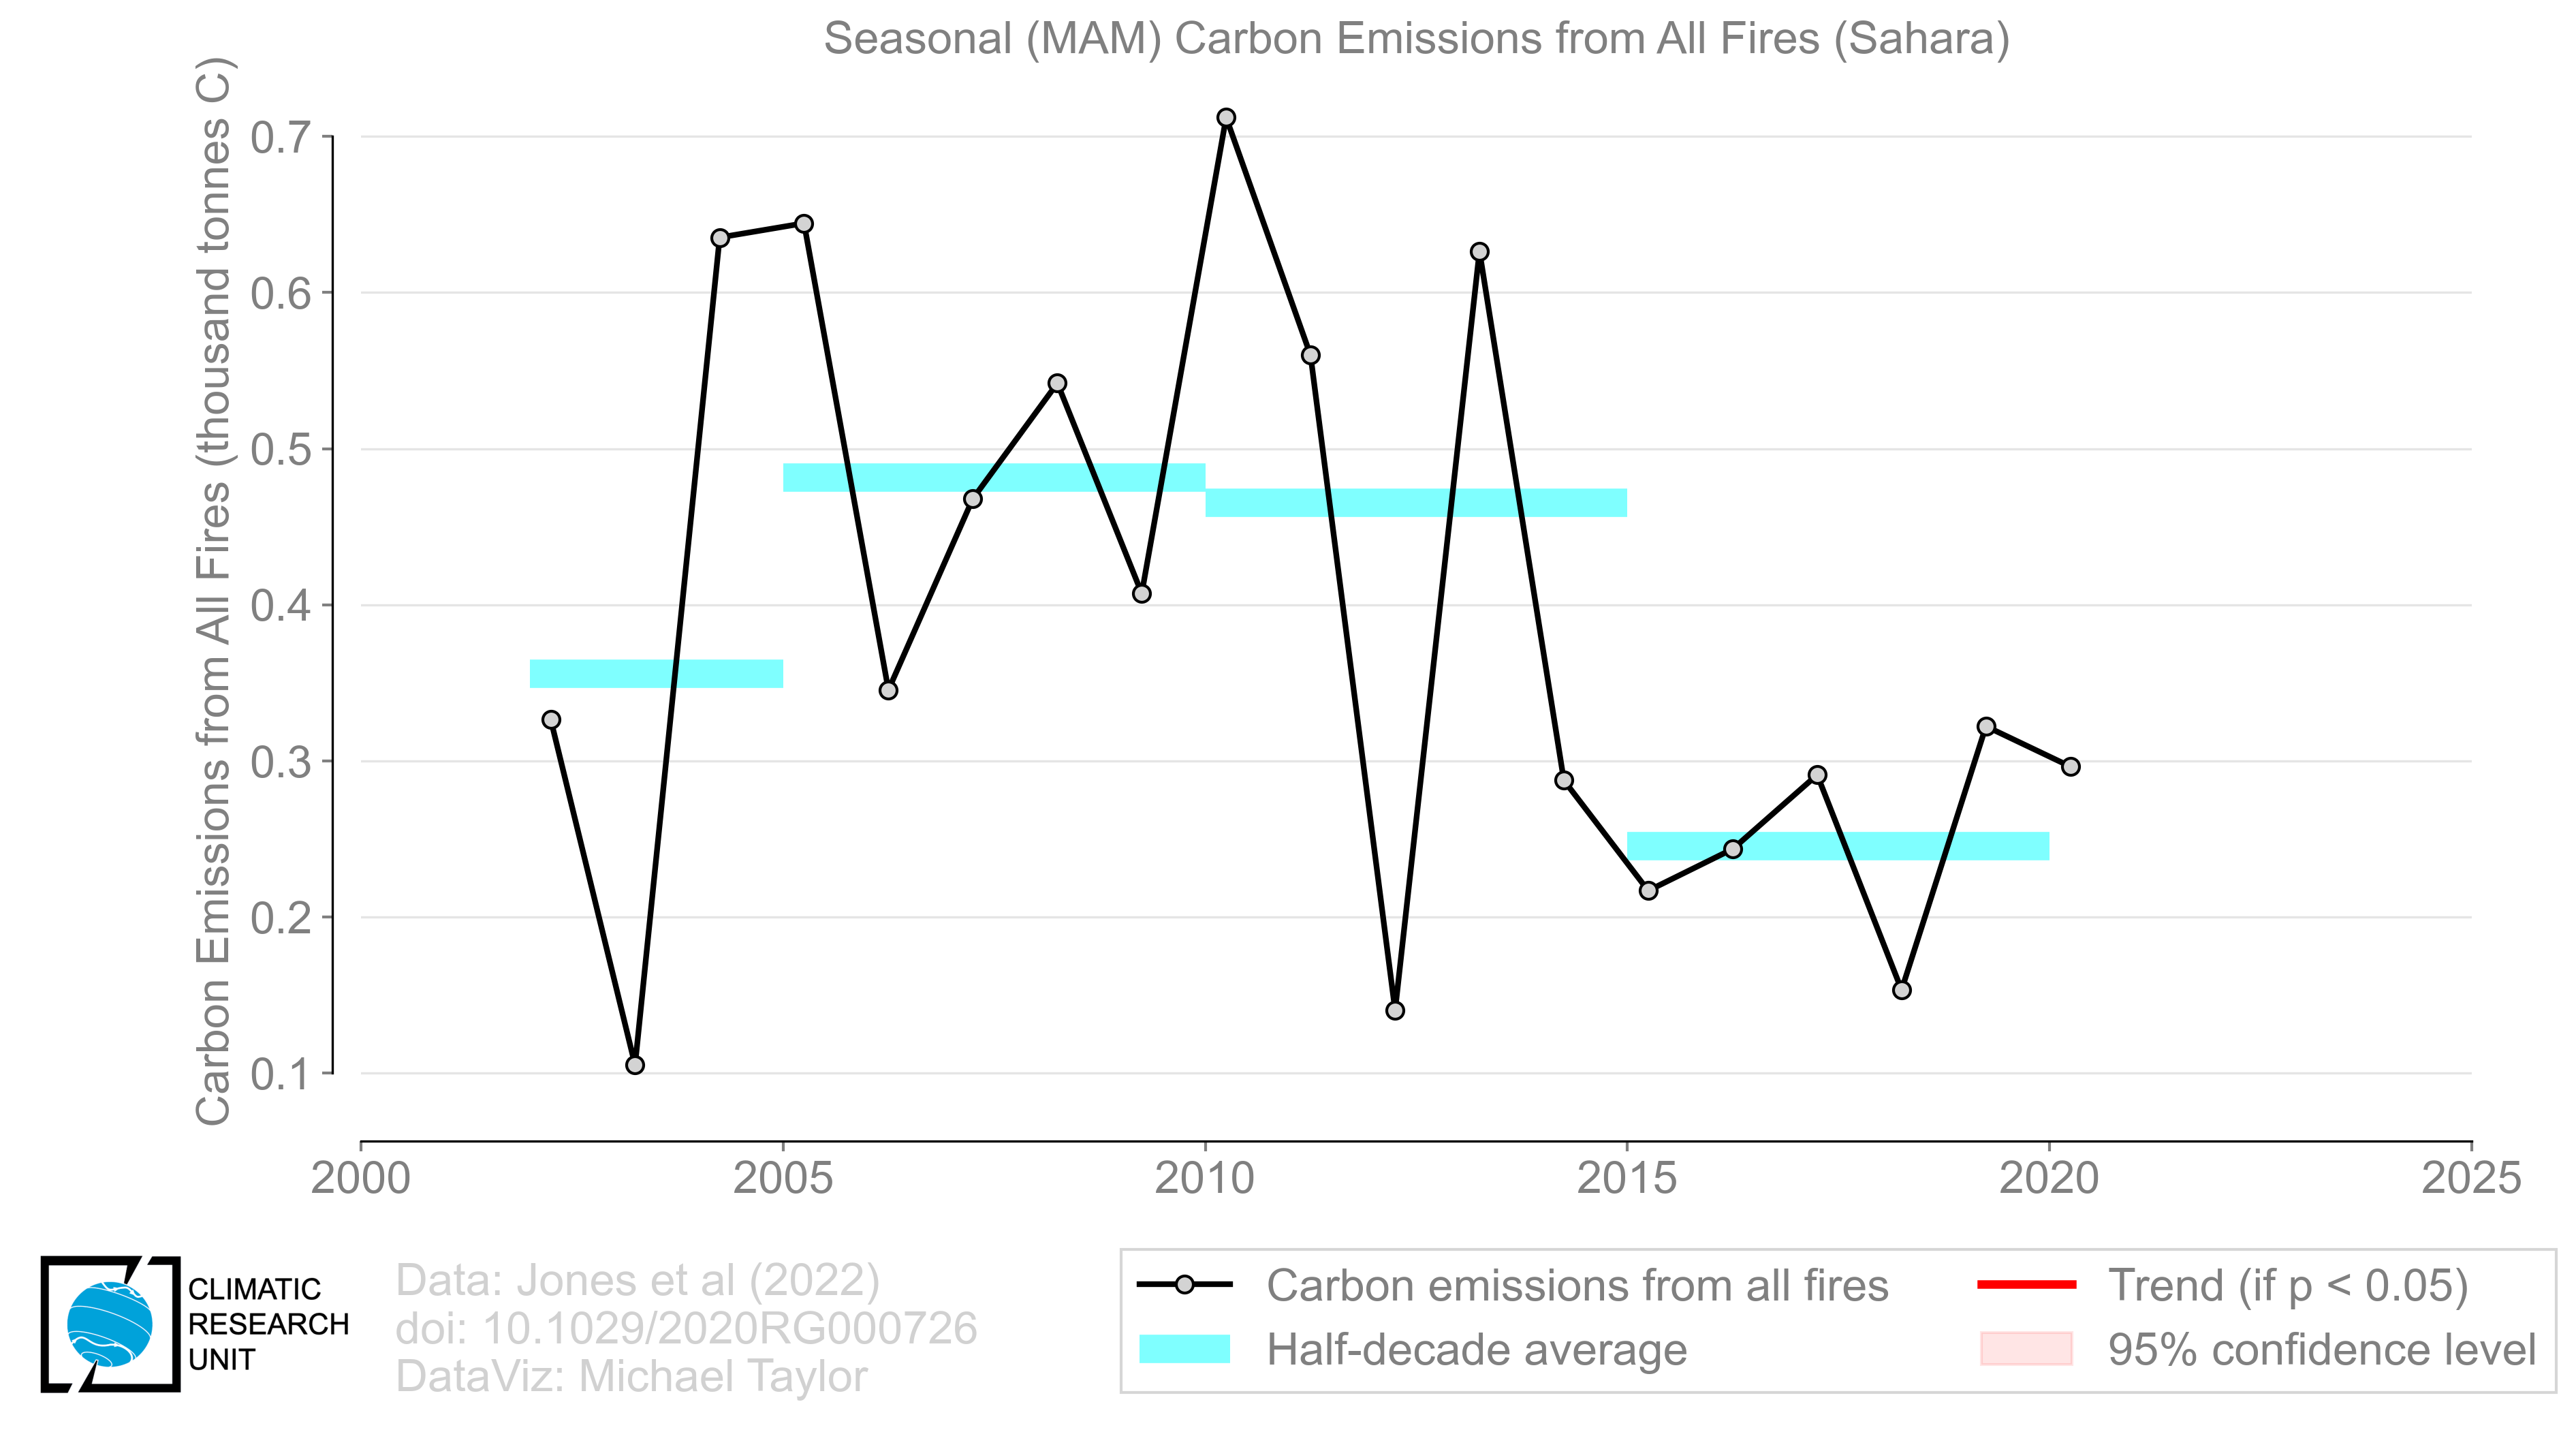 Seasonal (MAM) Carbon Emissions from All Fires (Sahara)
Carbon Emissions from All Fires (thousand tonnes C)
0.7
0.6
0.5
0.4
0.3
0.2
0.1
2000
2005
2010
2015
2020
2025
CLIMATIC
RESEARCH
UNIT
Data: Jones et al (2022)
doi: 10.1029/2020RG000726
DataViz: Michael Taylor
Carbon emissions from all fires
Half-decade average
Trend (if p < 0.05)
95% confidence level